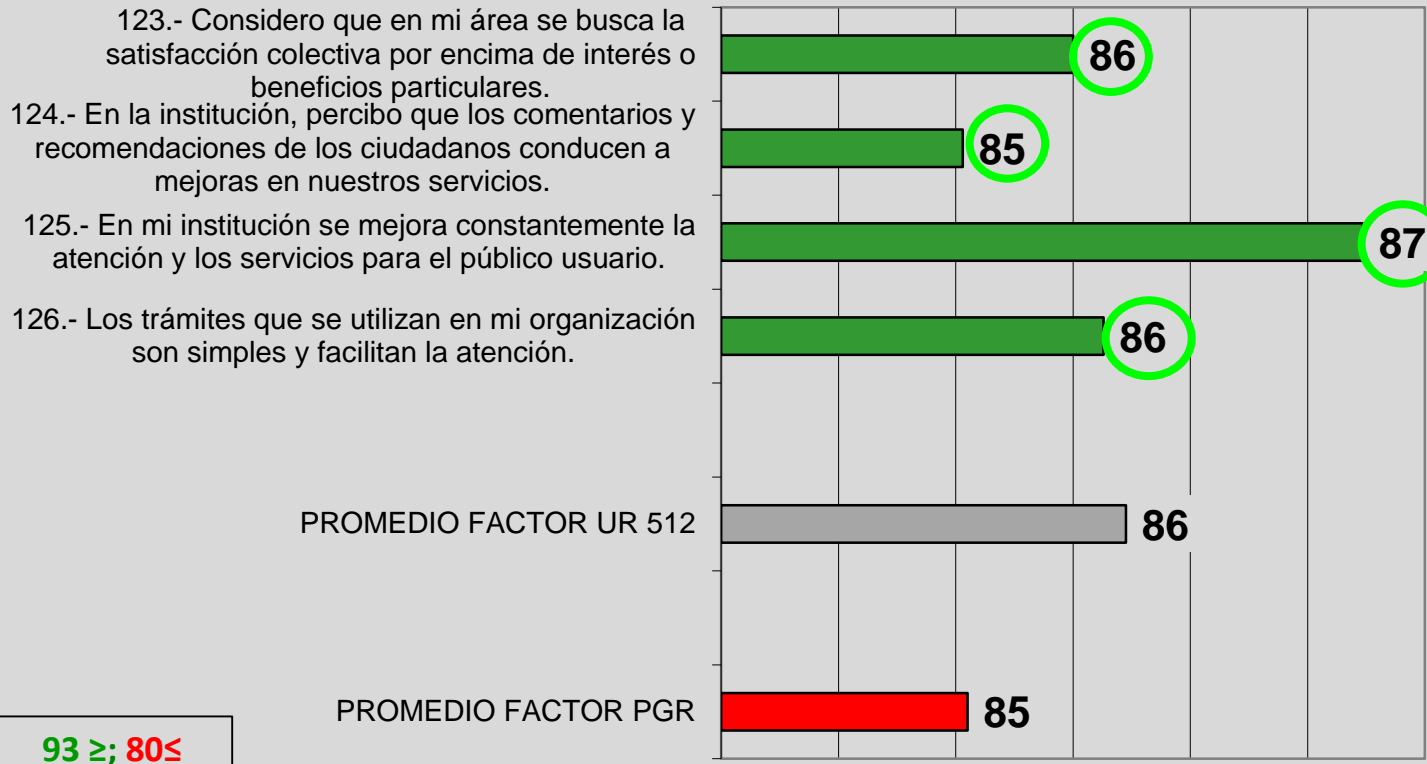 123.- Considero que en mi área se busca la
satisfacción colectiva por encima de interés o
beneficios particulares.
86
124.- En la institución, percibo que los comentarios y
recomendaciones de los ciudadanos conducen a
mejoras en nuestros servicios.
85
125.- En mi institución se mejora constantemente la
atención y los servicios para el público usuario.
87
126.- Los trámites que se utilizan en mi organización
son simples y facilitan la atención.
86
PROMEDIO FACTOR UR 512
86
PROMEDIO FACTOR PGR
85
93 ≥; 80≤